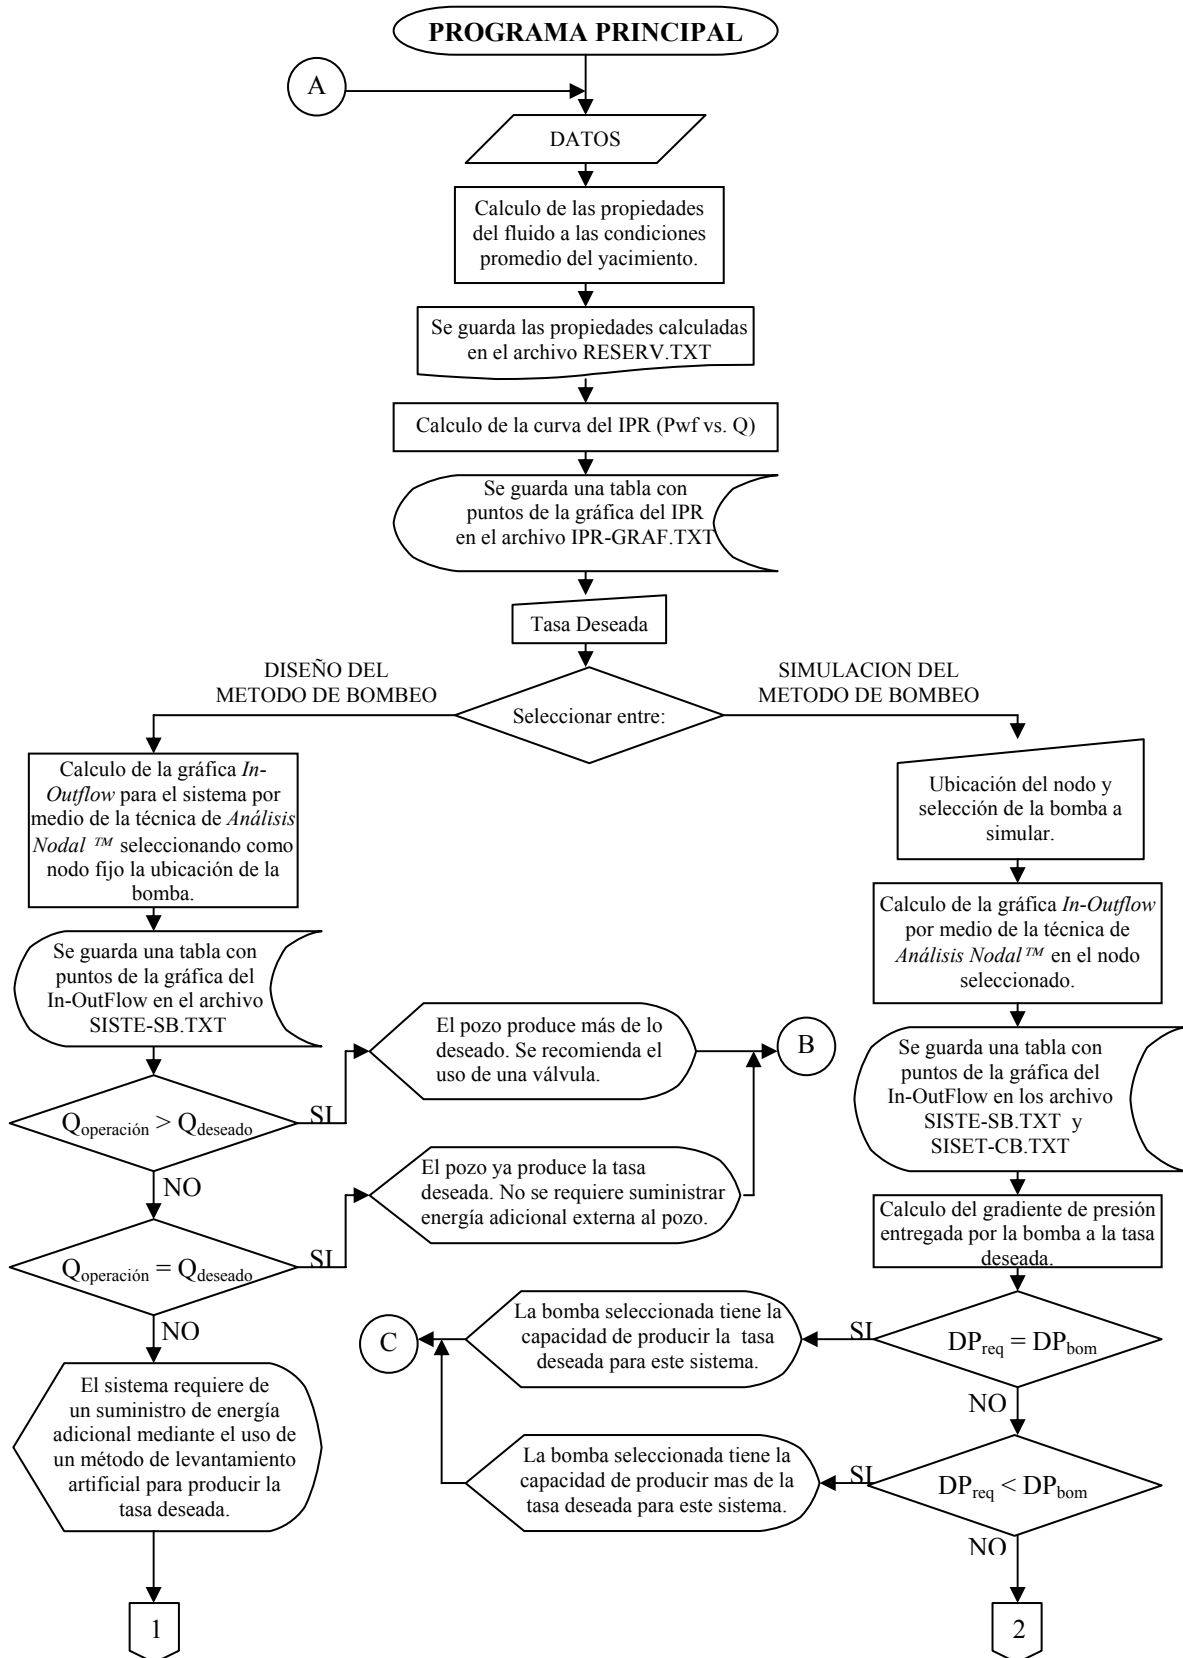 PROGRAMA PRINCIPAL
A
DATOS
Calculo de las propiedades
del fluido a las condiciones
promedio del yacimiento.
Se guarda las propiedades calculadas
en el archivo RESERV.TXT
Calculo de la curva del IPR (Pwf vs. Q)
Se guarda una tabla con
puntos de la gráfica del IPR
en el archivo IPR-GRAF.TXT
Tasa Deseada
DISEÑO DEL
METODO DE BOMBEO
SIMULACION DEL
METODO DE BOMBEO
Seleccionar entre:
Calculo de la gráfica In-
Outflow para el sistema por
medio de la técnica de Análisis
Nodal ™ seleccionando como
nodo fijo la ubicación de la
bomba.
Se guarda una tabla con
puntos de la gráfica del
In-OutFlow en el archivo
SISTE-SB.TXT
Qoperación > Qdeseado
SI
El pozo produce más de lo
deseado. Se recomienda el
uso de una válvula.
B
NO
Qoperación = Qdeseado
SI
El pozo ya produce la tasa
deseada. No se requiere suministrar
energía adicional externa al pozo.
NO
El sistema requiere de
un suministro de energía
adicional mediante el uso de
un método de levantamiento
artificial para producir la
tasa deseada.
1
Ubicación del nodo y
selección de la bomba a
simular.
Calculo de la gráfica In-Outflow
por medio de la técnica de
Análisis Nodal™ en el nodo
seleccionado.
Se guarda una tabla con
puntos de la gráfica del
In-OutFlow en los archivo
SISTE-SB.TXT y
SISET-CB.TXT
Calculo del gradiente de presión
entregada por la bomba a la tasa
deseada.
DPreq = DPbom
SI
La bomba seleccionada tiene la
capacidad de producir la tasa
deseada para este sistema.
C
NO
DPreq < DPbom
SI
La bomba seleccionada tiene la
capacidad de producir mas de la
tasa deseada para este sistema.
NO
2